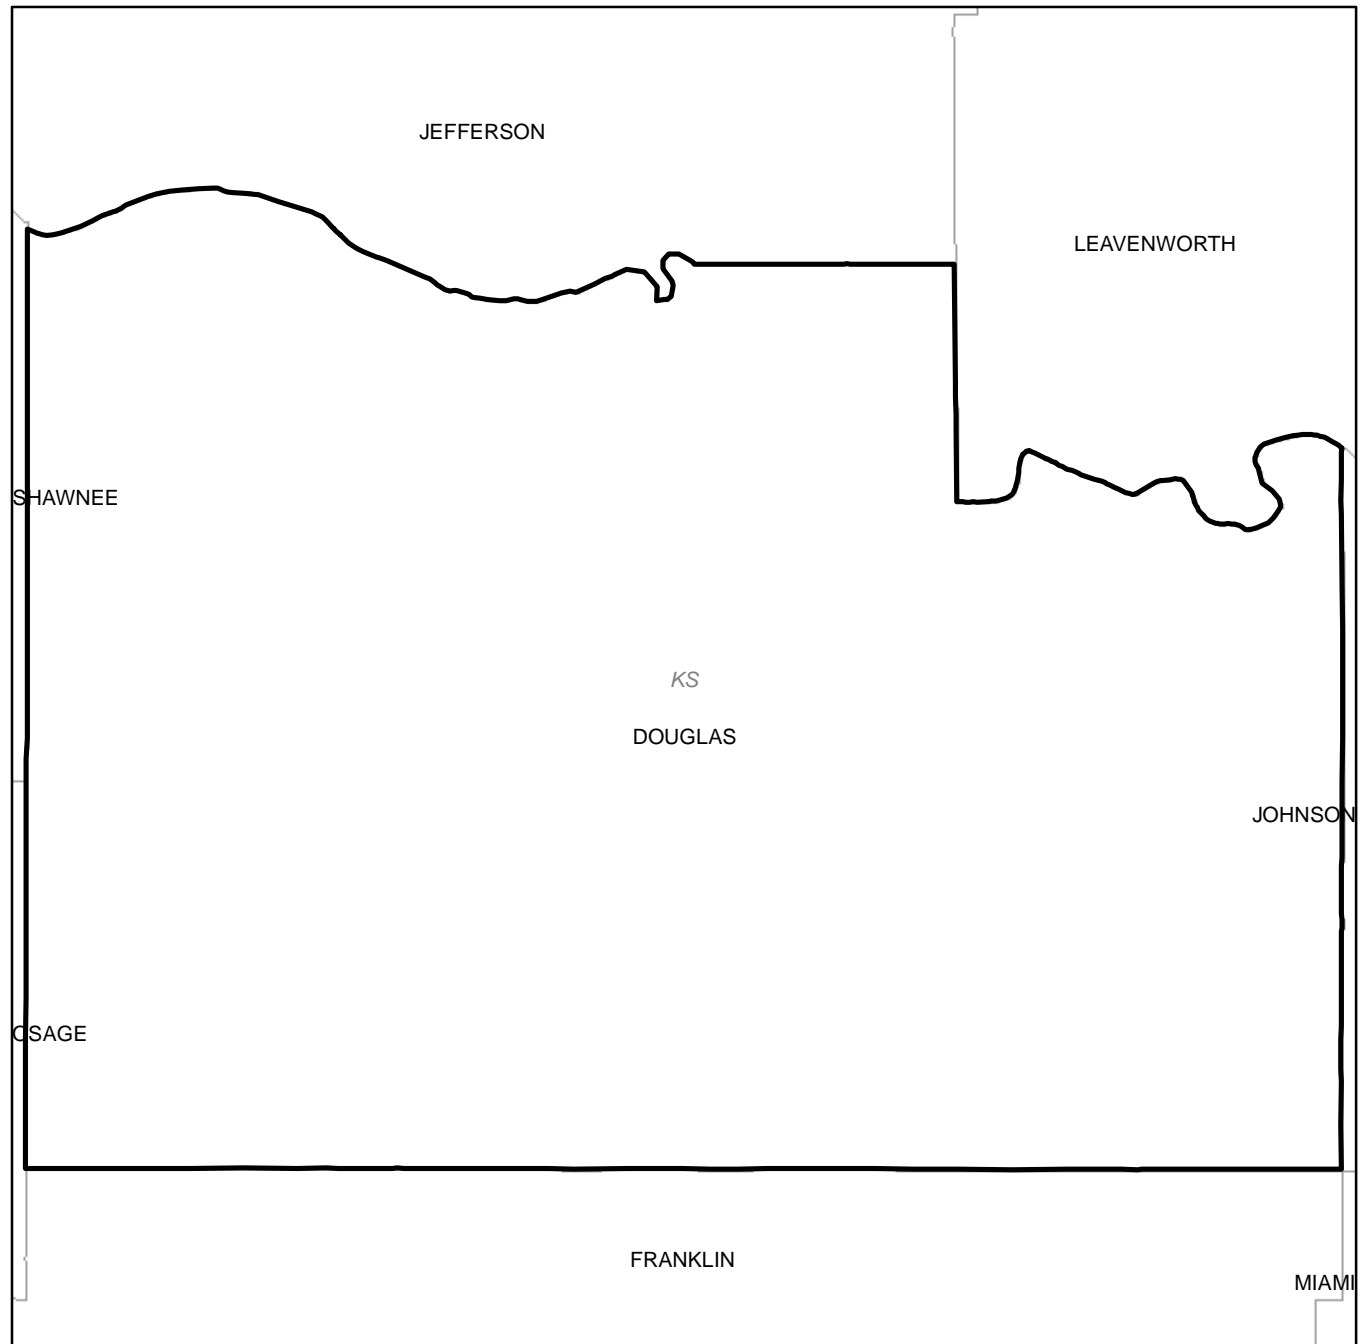 JEFFERSON
LEAVENWORTH
SHAWNEE
KS
DOUGLAS
JOHNSON
OSAGE
FRANKLIN
MIAMI